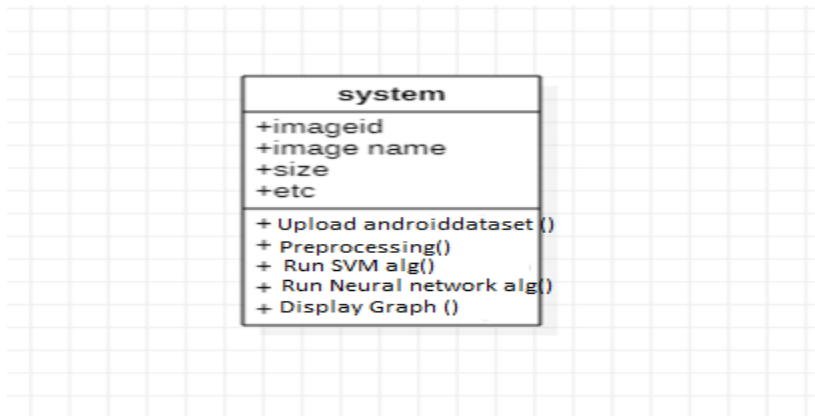 system
+imageid
+image name
+size
+etc
+ Upload androiddataset ()
+ Preprocessing()
+ Run SVM alg()
+ Run Neural network alg()
+ Display Graph ()